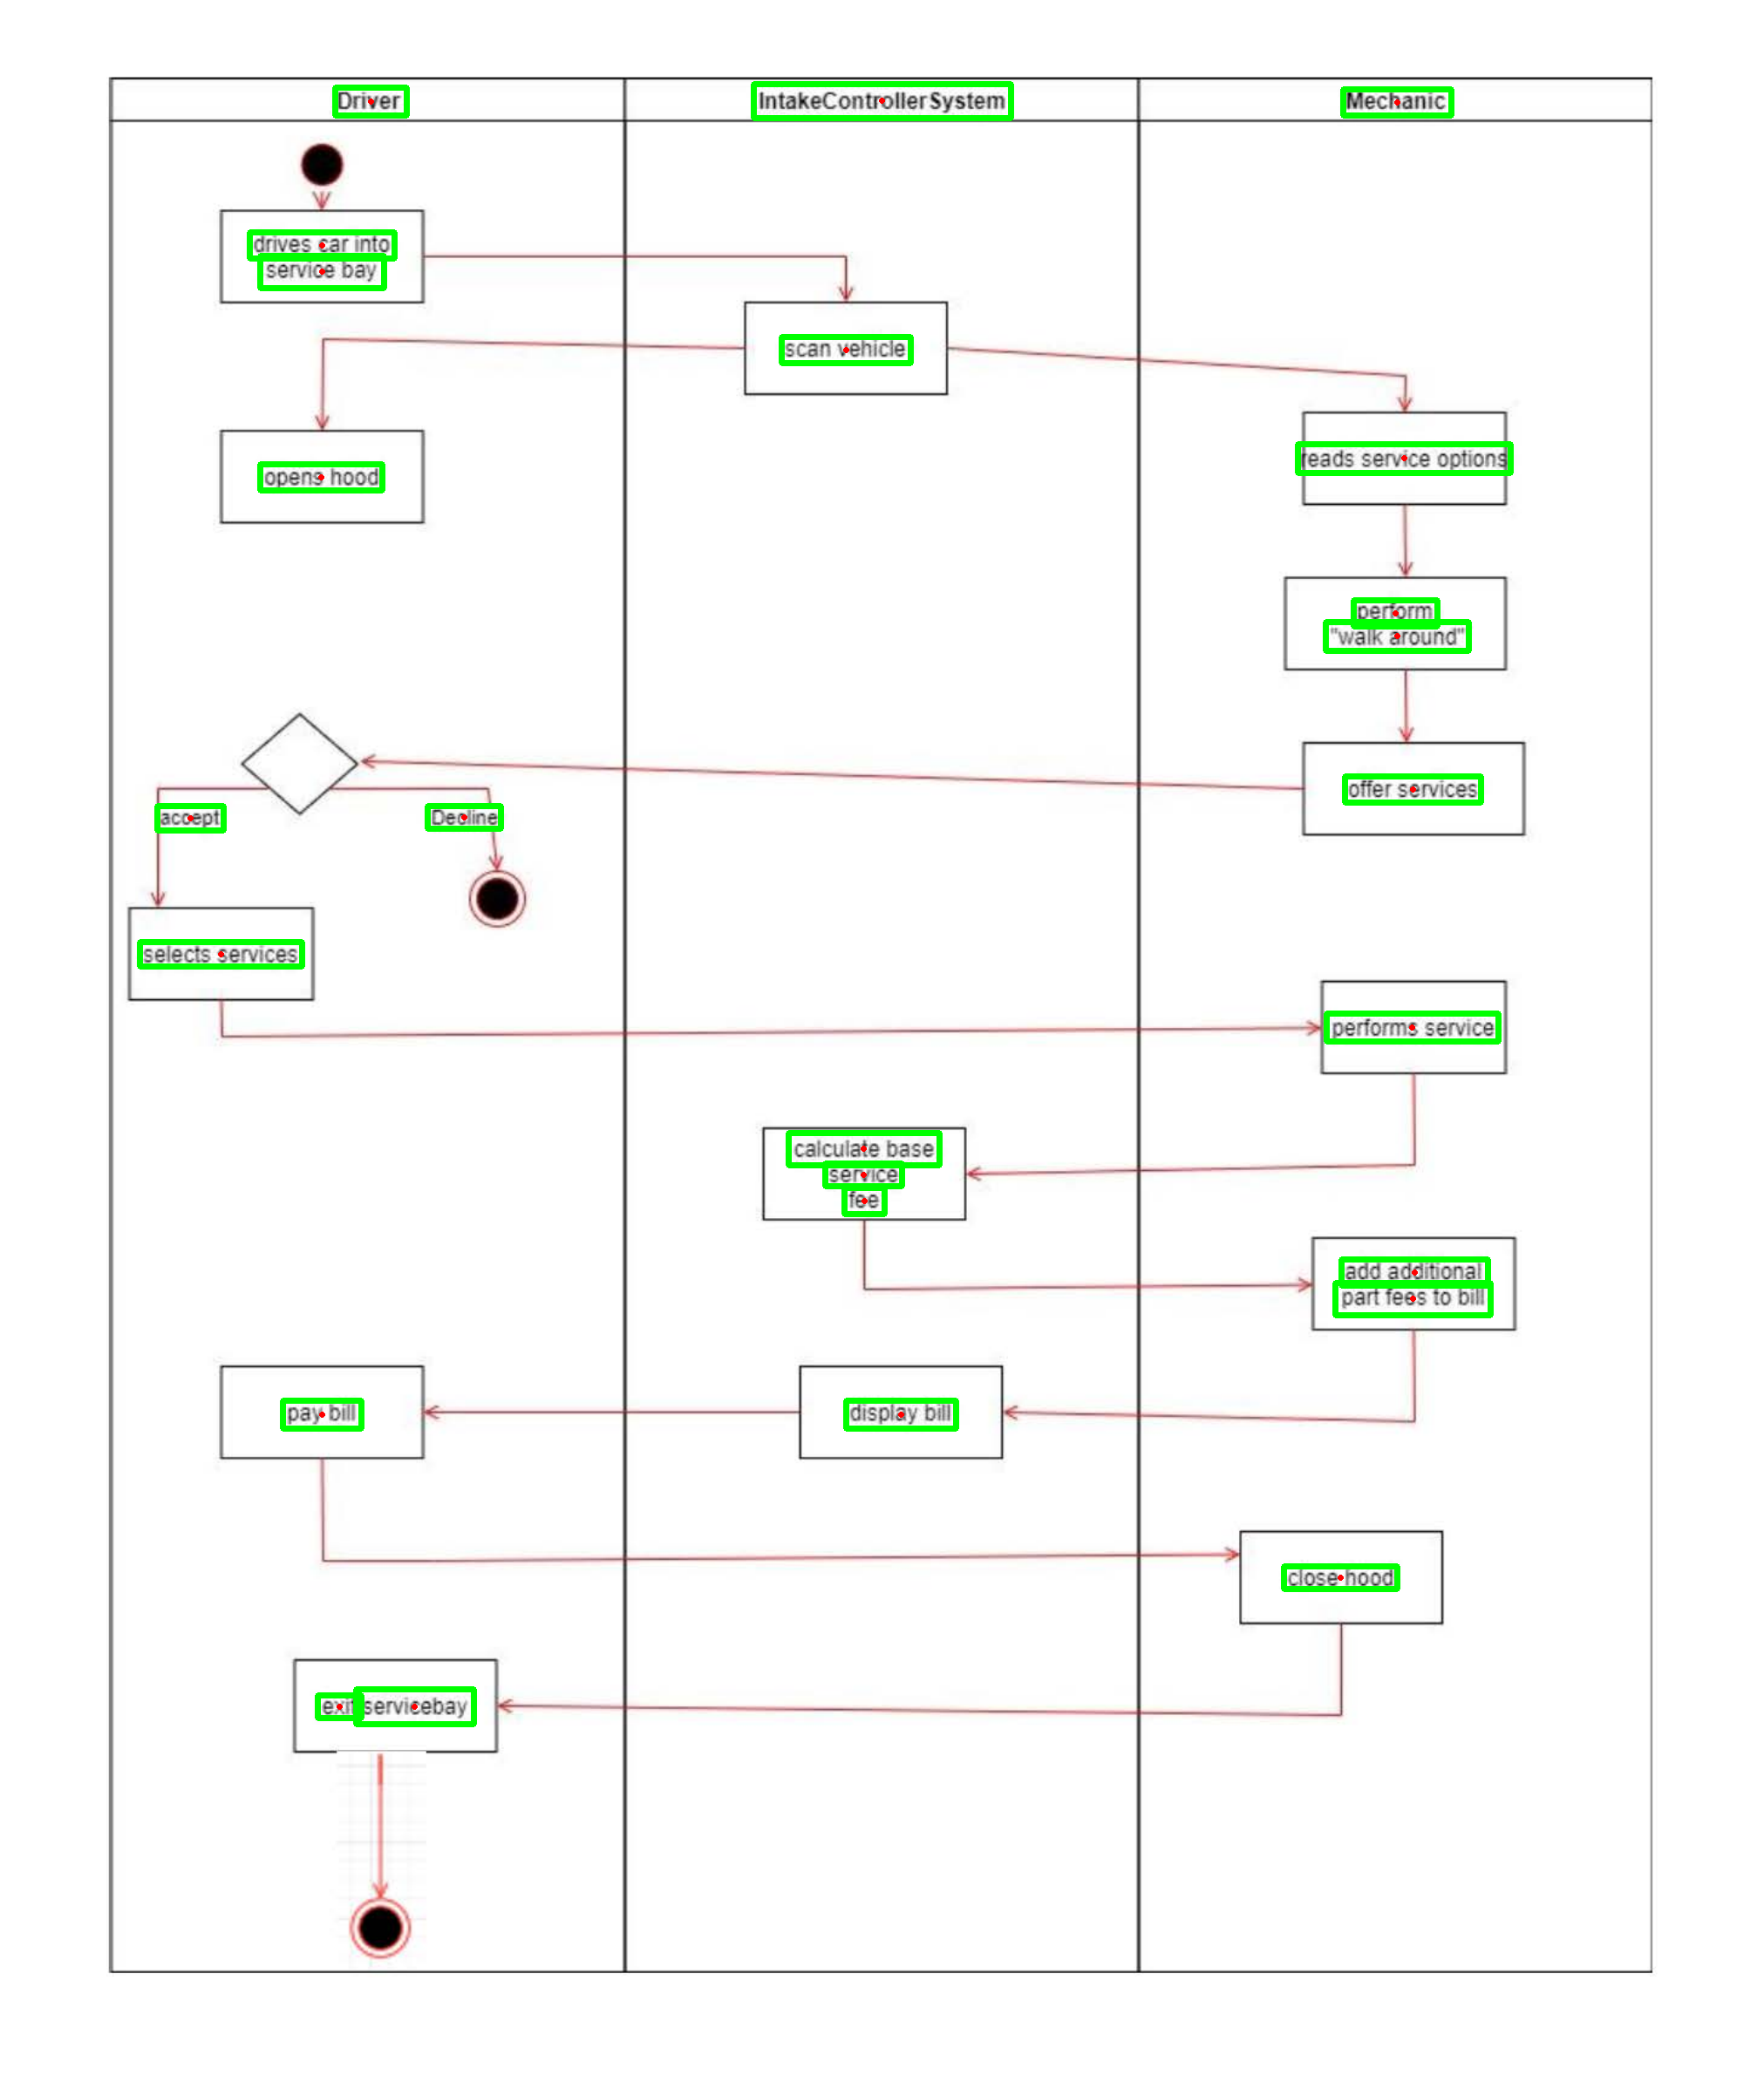 Driver
IntakeControllerSystem
Mechanic
drives car into
service bay
scan vehicle
opens hood
reads service options
perform
"walk around"
offer services
accept
Decline
selects services
performs service
calculate base
service
fee
add additional
part fees to bill
pay bill
display bill
close hood
exit servicebay